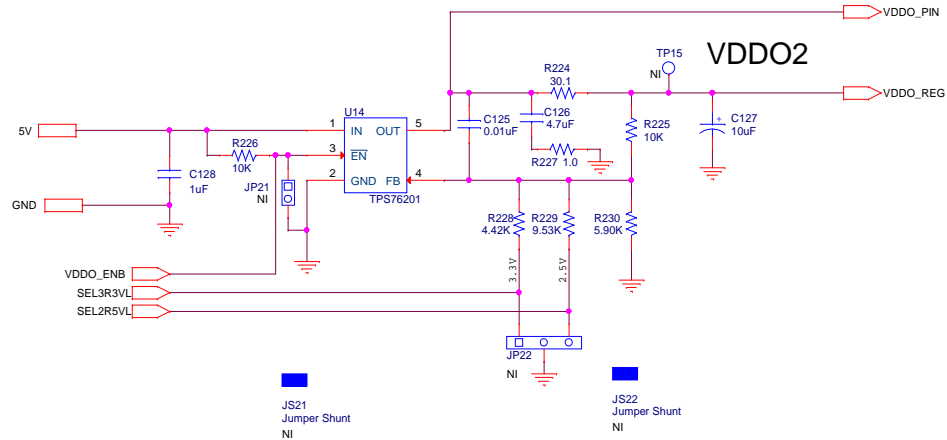 VDDO_PIN
VDDO2
TP15
NI
R224
30.1
VDDO_REG
U14
5V
1
IN
OUT
5
C125
0.01uF
C126
4.7uF
R225
10K
C127
10uF
R226
10K
3
EN
R227 1.0
C128
1uF
JP21
NI
2
GND
FB
4
TPS76201
GND
R228
4.42K
R229
9.53K
R230
5.90K
3.3V
2.5V
VDDO_ENB
SEL3R3VL
SEL2R5VL
JP22
NI
JS21
Jumper Shunt
NI
JS22
Jumper Shunt
NI